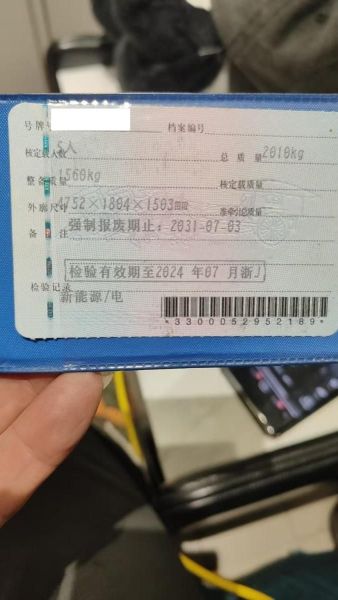 号牌号 档案编号
核定载人数 5人 总质量 2010kg
整备质量 1560kg 核定载质量
外廓尺寸 4752×1804×1503mm 准牵引总质量
备注 强制报废期止：2031-07-03
检验有效期至2024 年07 月浙J
检验记录
新能源/电
*3300052952189*